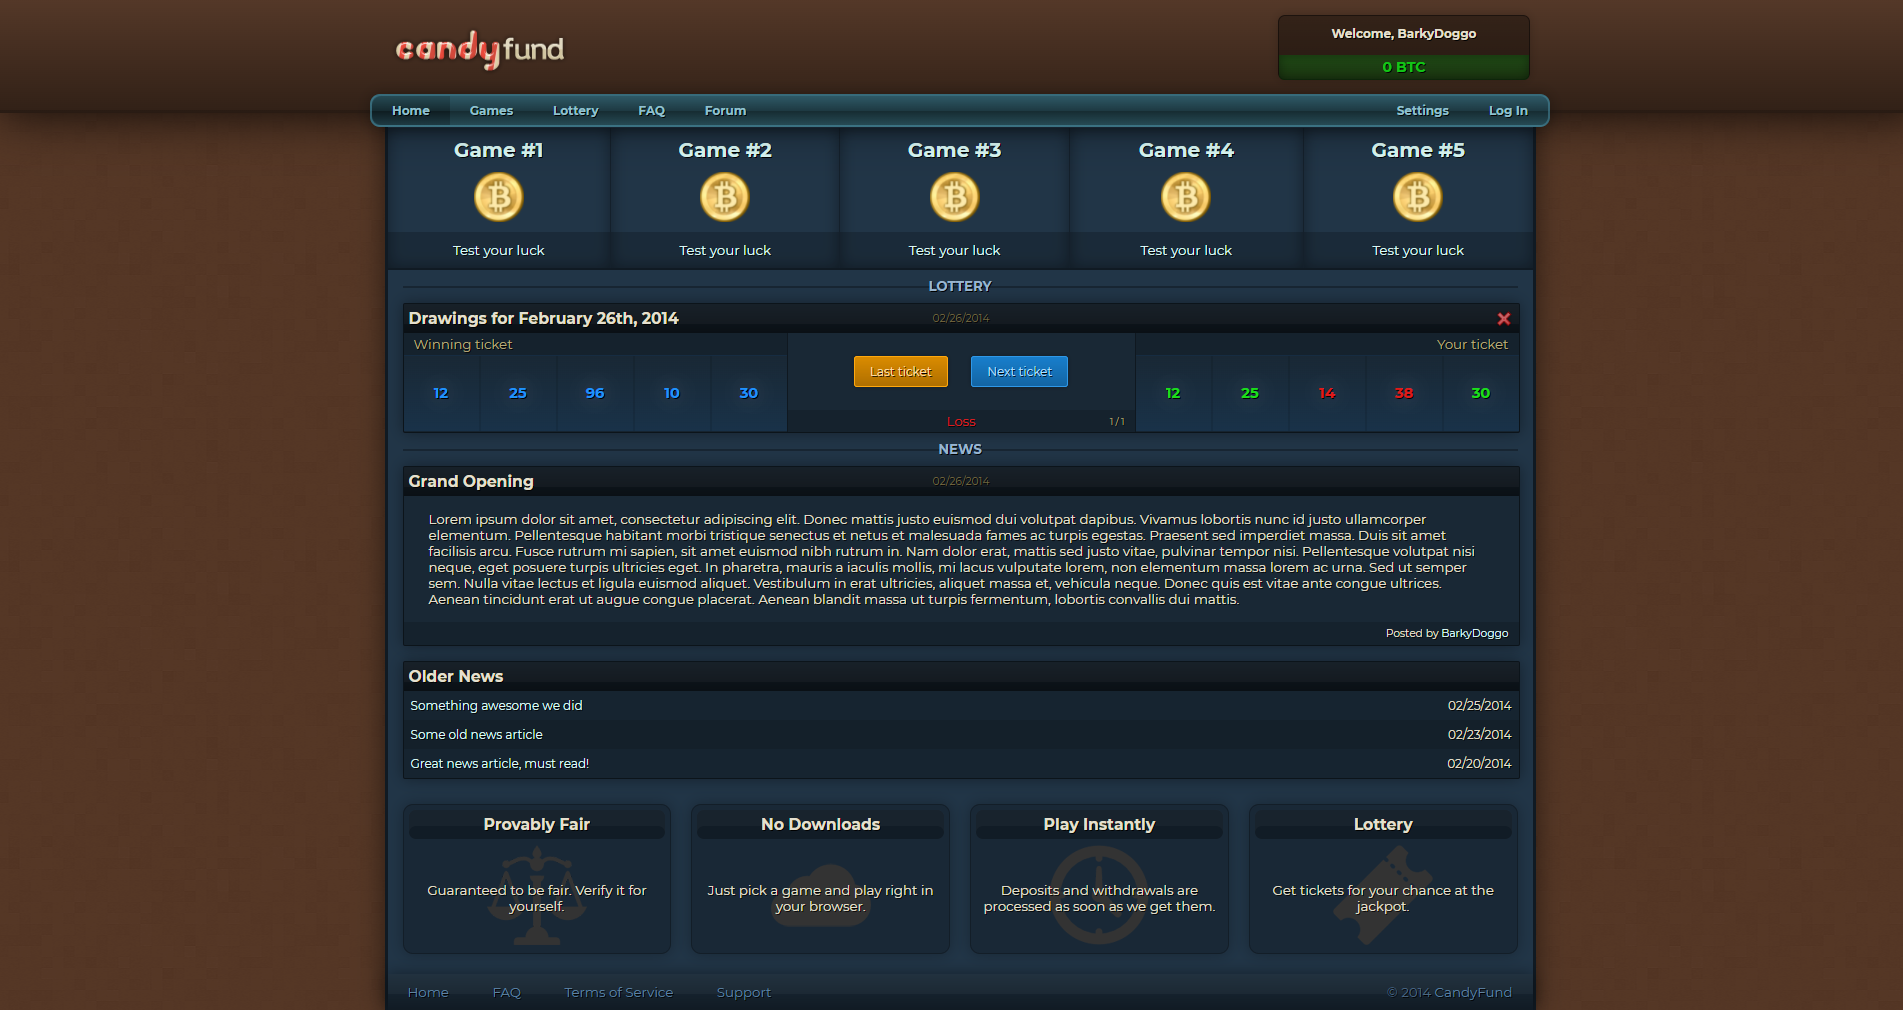 candyfund
Welcome, BarkyDoggo
0 BTC
Home Games Lottery FAQ Forum Settings Log In
Game #1 Game #2 Game #3 Game #4 Game #5
Test your luck Test your luck Test your luck Test your luck Test your luck
LOTTERY
Drawings for February 26th, 2014 02/26/2014
Winning ticket Your ticket
Last ticket Next ticket
12 25 96 10 30 12 25 14 38 30
Loss 1/1
NEWS
Grand Opening 02/26/2014
Lorem ipsum dolor sit amet, consectetur adipiscing elit. Donec mattis justo euismod dui volutpat dapibus. Vivamus lobortis nunc id justo ullamcorper
elementum. Pellentesque habitant morbi tristique senectus et netus et malesuada fames ac turpis egestas. Praesent sed imperdiet massa. Duis sit amet
facilisis arcu. Fusce rutrum mi sapien, sit amet euismod nibh rutrum in. Nam dolor erat, mattis sed justo vitae, pulvinar tempor nisi. Pellentesque volutpat nisi
neque, eget posuere turpis ultricies eget. In pharetra, mauris a iaculis mollis, mi lacus vulputate lorem, non elementum massa lorem ac urna. Sed ut semper
sem. Nulla vitae lectus et ligula euismod aliquet. Vestibulum in erat ultricies, aliquet massa et, vehicula neque. Donec quis est vitae ante congue ultrices.
Aenean tincidunt erat ut augue congue placerat. Aenean blandit massa ut turpis fermentum, lobortis convallis dui mattis.
Posted by BarkyDoggo
Older News
Something awesome we did 02/25/2014
Some old news article 02/23/2014
Great news article, must read! 02/20/2014
Provably Fair
Guaranteed to be fair. Verify it for
yourself.
No Downloads
Just pick a game and play right in
your browser.
Play Instantly
Deposits and withdrawals are
processed as soon as we get them.
Lottery
Get tickets for your chance at the
jackpot.
Home FAQ Terms of Service Support © 2014 CandyFund